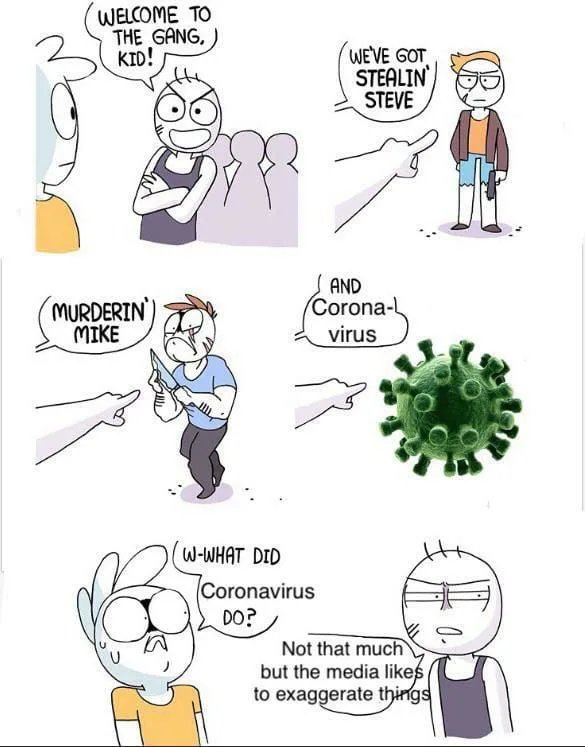 WELCOME TO
THE GANG,
KID!
WE'VE GOT
STEALIN'
STEVE
MURDERIN'
MIKE
AND
Corona-
virus
W-WHAT DID
Coronavirus
DO?
Not that much
but the media likes
to exaggerate things